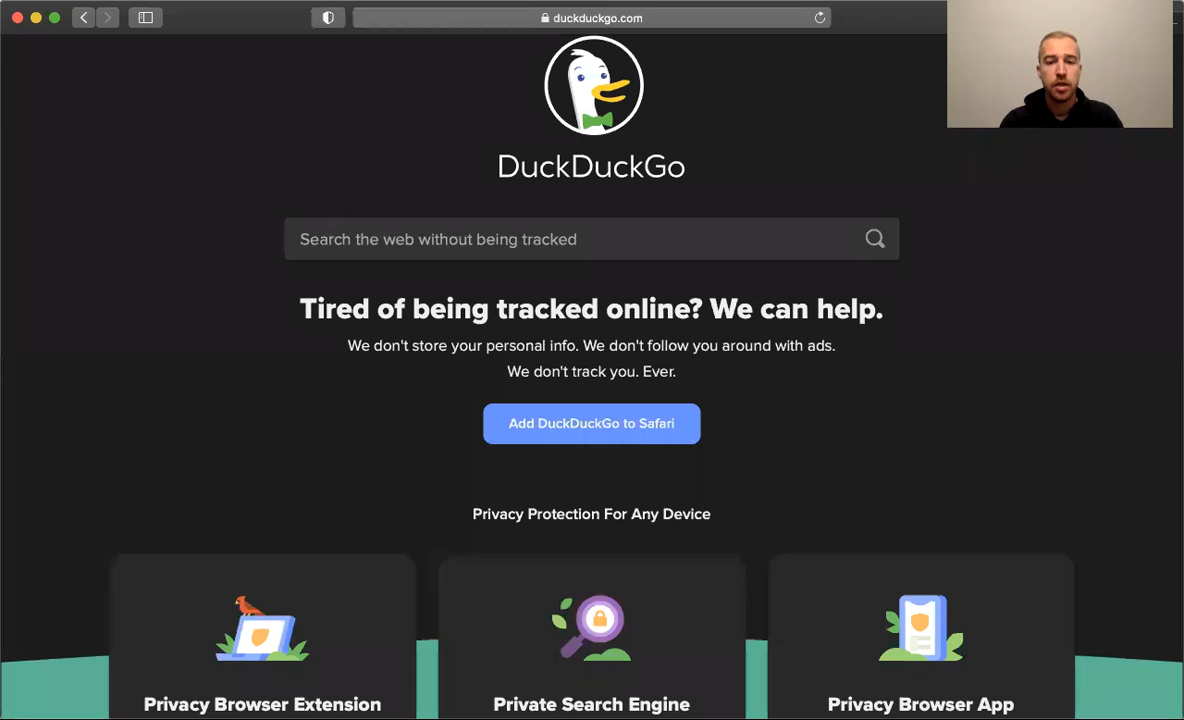 duckduckgo.com
DuckDuckGo
Search the web without being tracked
Tired of being tracked online? We can help.
We don't store your personal info. We don't follow you around with ads.
We don't track you. Ever.
Add DuckDuckGo to Safari
Privacy Protection For Any Device
Privacy Browser Extension
Private Search Engine
Privacy Browser App